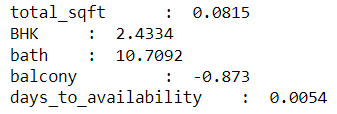 total_sqft : 0.0815
BHK : 2.4334
bath : 10.7092
balcony : -0.873
days_to_availability : 0.0054